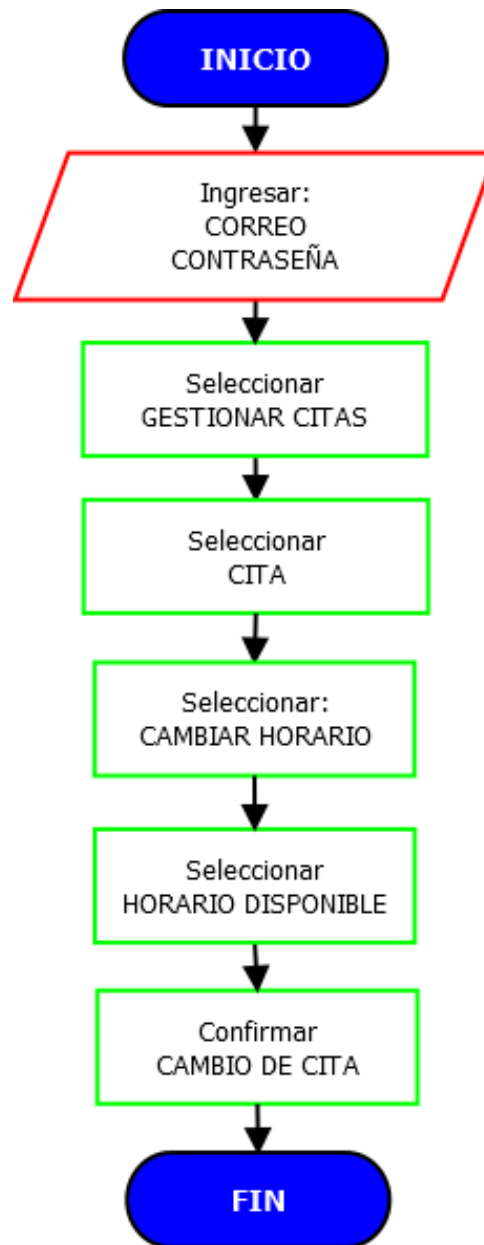 INICIO
Ingresar:
CORREO
CONTRASEÑA
Seleccionar
GESTIONAR CITAS
Seleccionar
CITA
Seleccionar:
CAMBIAR HORARIO
Seleccionar
HORARIO DISPONIBLE
Confirmar
CAMBIO DE CITA
FIN